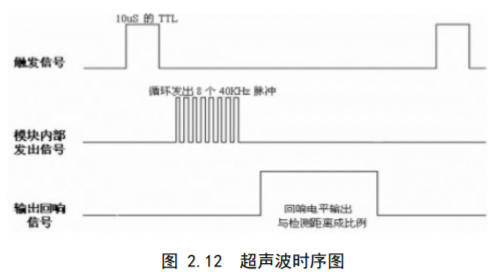 10uS 的 TTL
触发信号
循环发出 8 个 40KHz 脉冲
模块内部
发出信号
输出回响
信号
回响电平输出
与检测距离成比例
图 2.12 超声波时序图